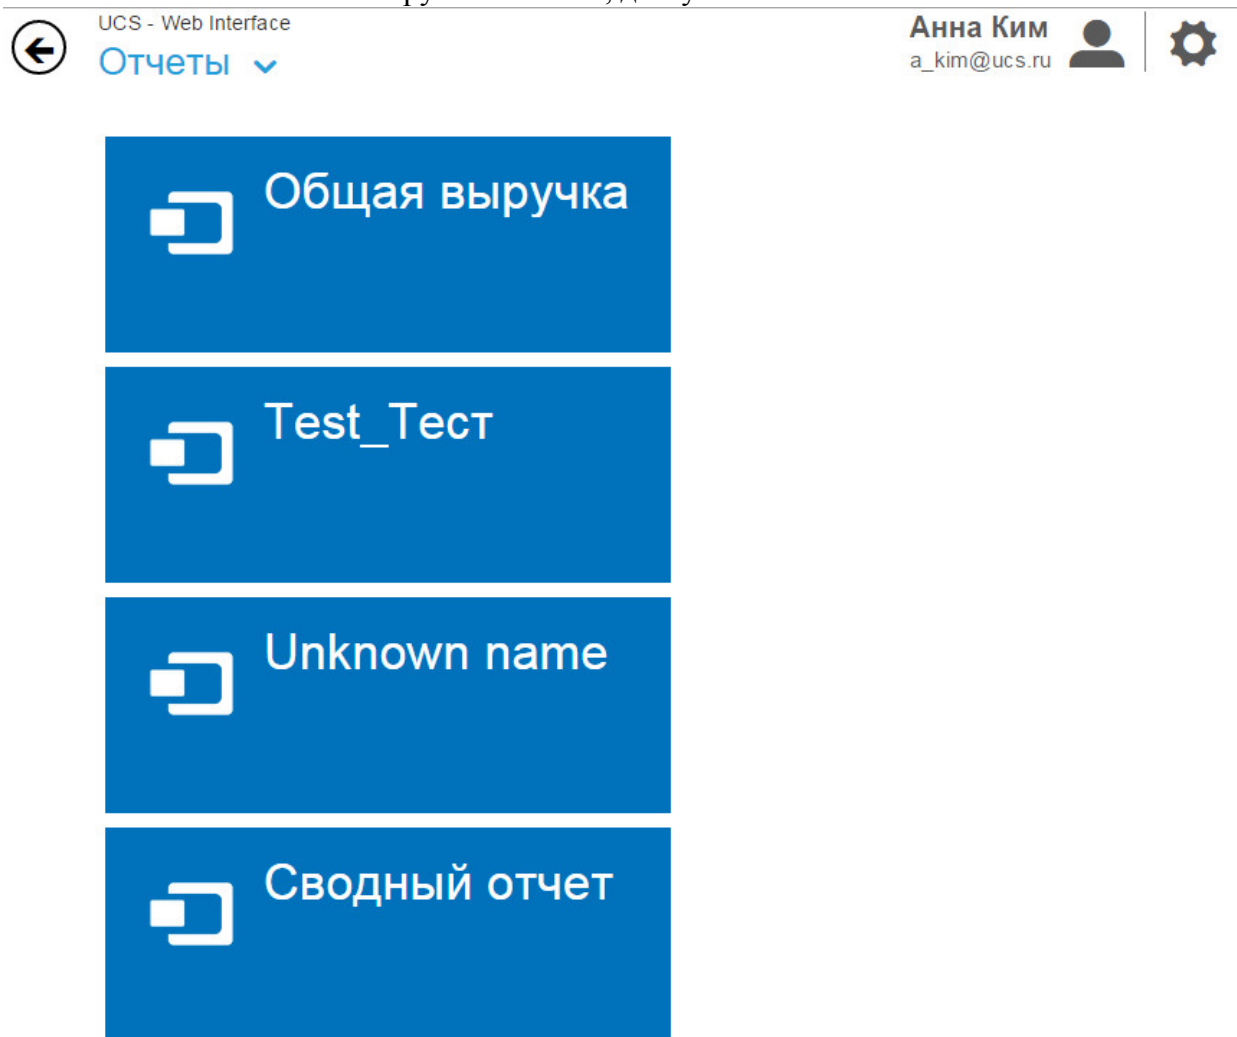 UCS - Web Interface
Отчеты
Анна Ким
a_kim@ucs.ru
Общая выручка
Test_Тест
Unknown name
Сводный отчет